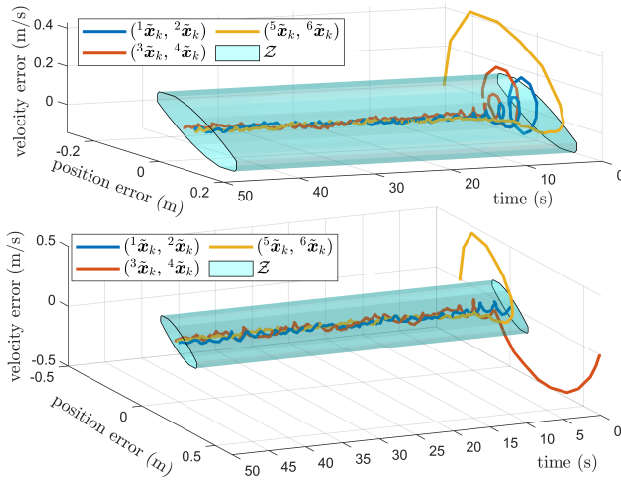 0.4
0.2
0
velocity error (m/s)
(¹x̃ₖ, ²x̃ₖ) (⁵x̃ₖ, ⁶x̃ₖ)
(³x̃ₖ, ⁴x̃ₖ) 𝒵
-0.2
0
0.2
position error (m)
50 40 30 20 10 0
time (s)
0.5
0
-0.5
velocity error (m/s)
(¹x̃ₖ, ²x̃ₖ) (⁵x̃ₖ, ⁶x̃ₖ)
(³x̃ₖ, ⁴x̃ₖ) 𝒵
-0.5
0
0.5
position error (m)
50 45 40 35 30 25 20 15 10 5 0
time (s)